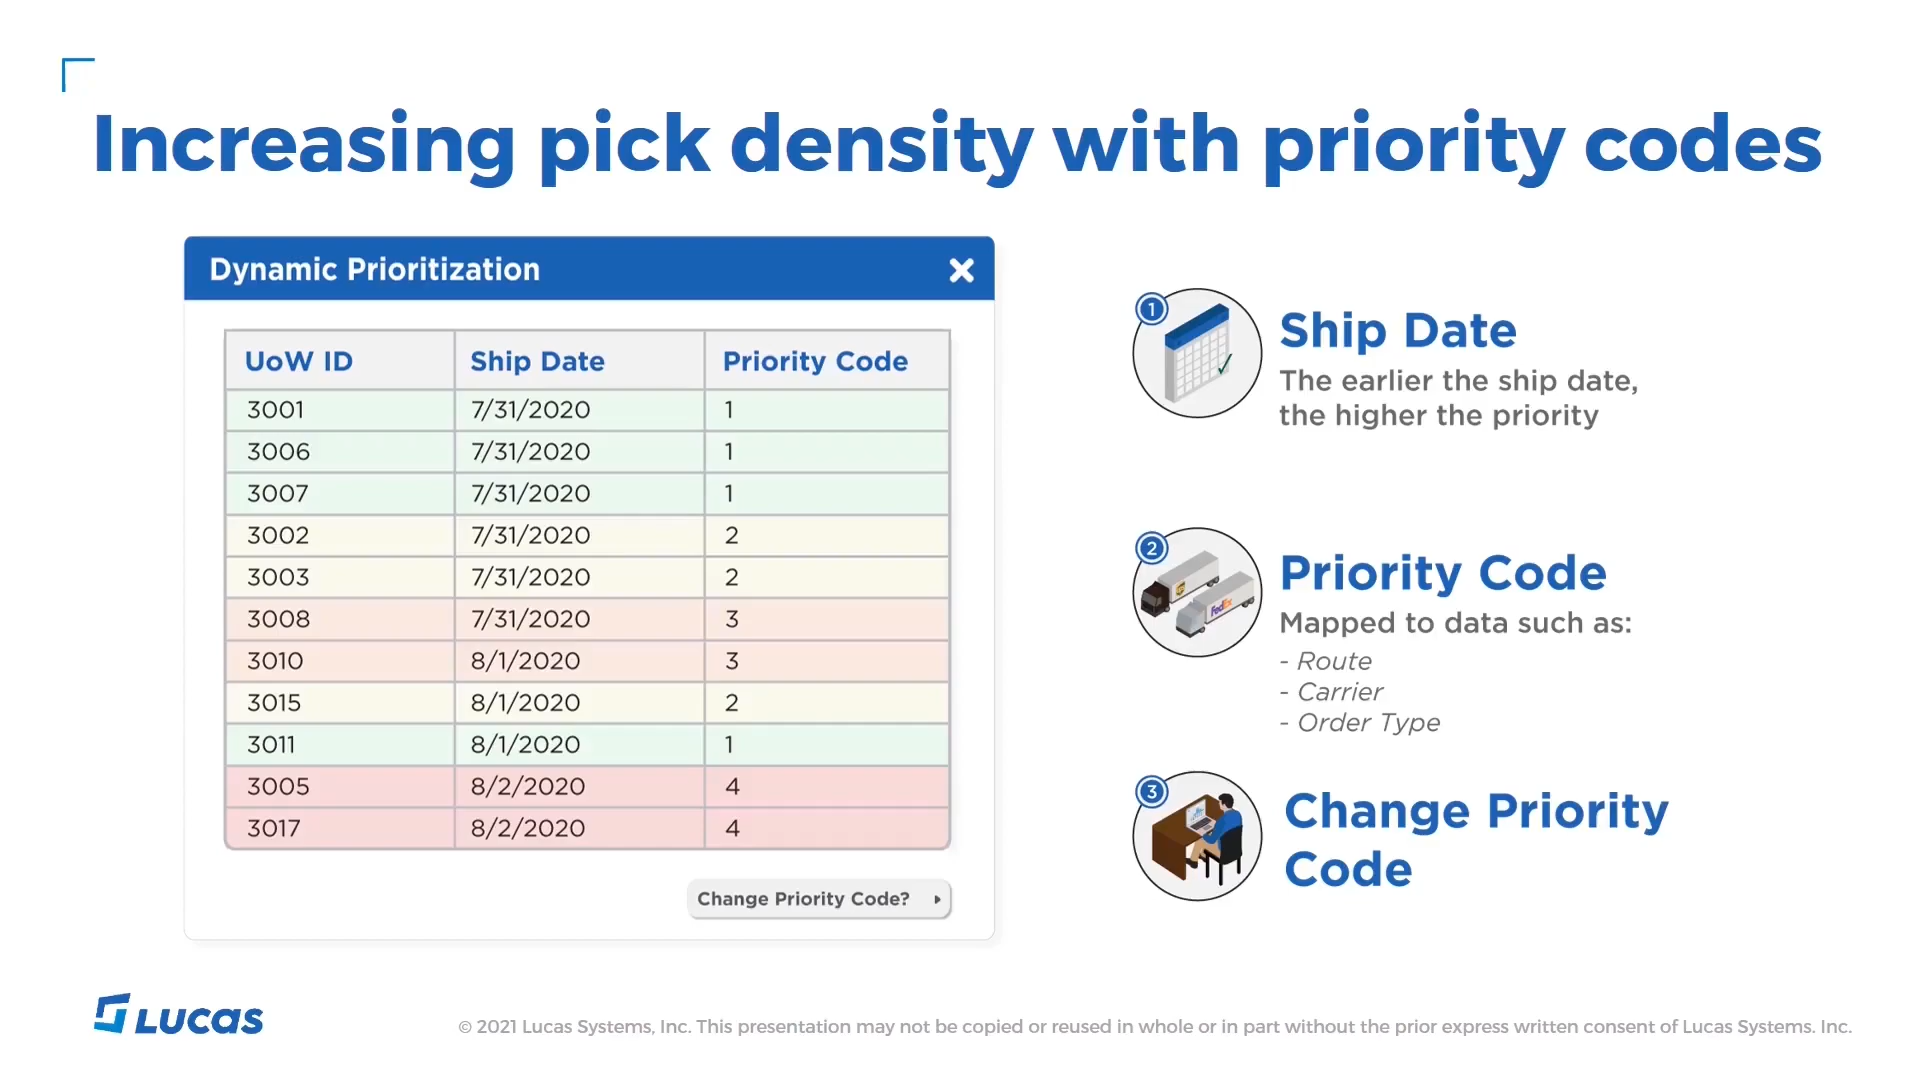 Increasing pick density with priority codes
Dynamic Prioritization
UoW ID Ship Date Priority Code
3001 7/31/2020 1
3006 7/31/2020 1
3007 7/31/2020 1
3002 7/31/2020 2
3003 7/31/2020 2
3008 7/31/2020 3
3010 8/1/2020 3
3015 8/1/2020 2
3011 8/1/2020 1
3005 8/2/2020 4
3017 8/2/2020 4
Change Priority Code?
1
Ship Date
The earlier the ship date,
the higher the priority
2
FedEx
Priority Code
Mapped to data such as:
- Route
- Carrier
- Order Type
3
Change Priority
Code
LUCAS
© 2021 Lucas Systems, Inc. This presentation may not be copied or reused in whole or in part without the prior express written consent of Lucas Systems. Inc.